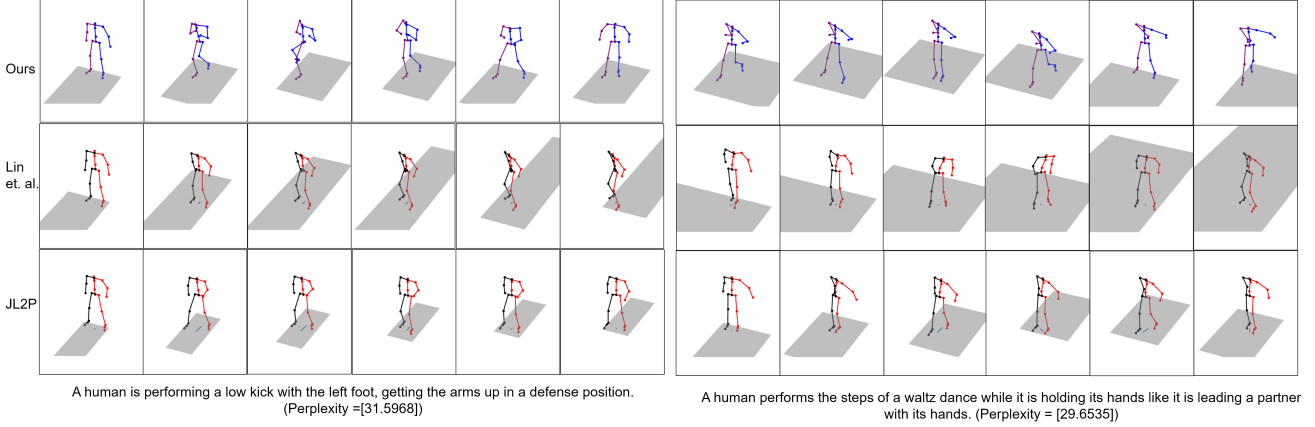 Ours
Lin
et. al.
JL2P
A human is performing a low kick with the left foot, getting the arms up in a defense position.
(Perplexity =[31.5968])
A human performs the steps of a waltz dance while it is holding its hands like it is leading a partner
with its hands. (Perplexity = [29.6535])